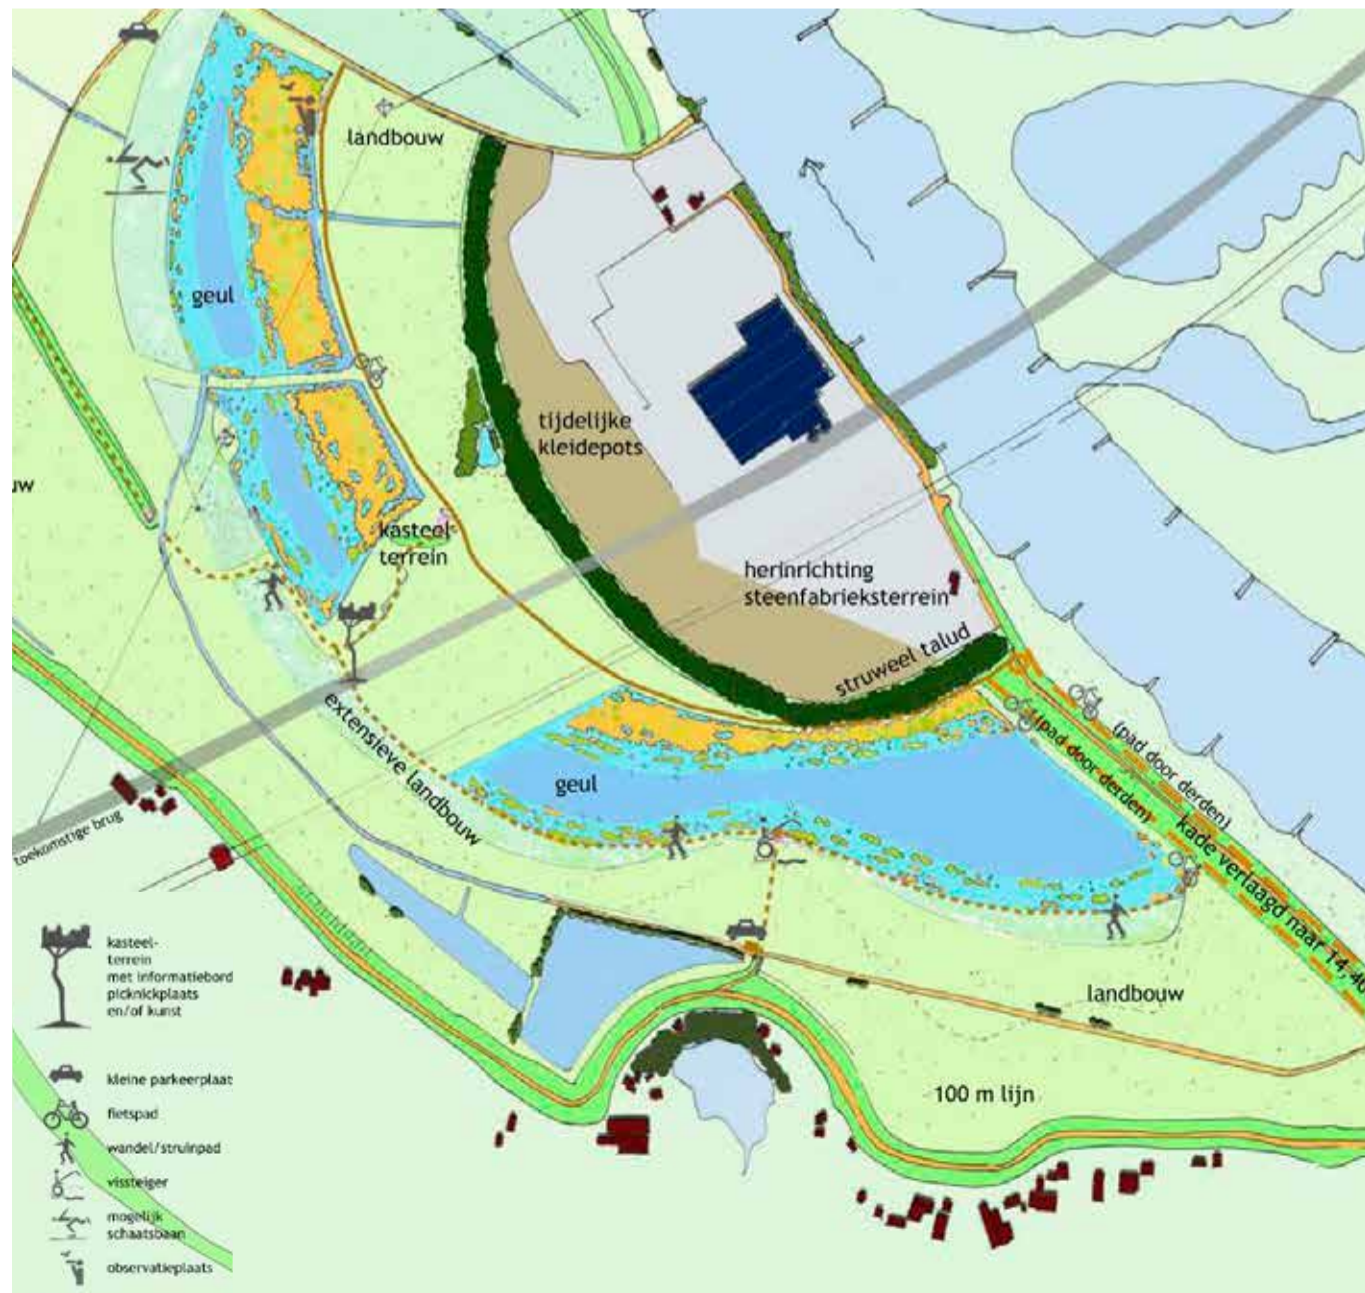 landbouw
geul
tijdelijke
kleidepots
uw
kasteel-
terrein
herinrichting
steenfabrieksterrein
struweel talud
extensieve landbouw
geul
(pad door derden)
(pad door derden)
kade verlaagd naar 14,40
toekomstige brug
landbouw
100 m lijn
kasteel-
terrein
met informatiebord
picknickplaats
en/of kunst
kleine parkeerplaat
fietspad
wandel/struinpad
vissteiger
mogelijk
schaatsbaan
observatieplaats